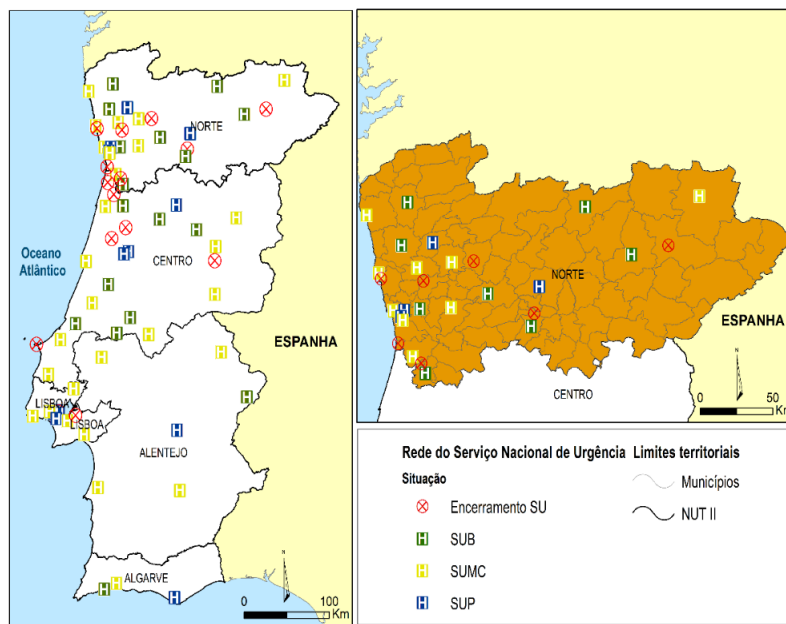 NORTE
Oceano
Atlântico
CENTRO
ESPANHA
LISBOA
LISBOA
ALENTEJO
ALGARVE
N
0 100
Km
NORTE
ESPANHA
CENTRO
N
0 50
Km
Rede do Serviço Nacional de Urgência Limites territoriais
Situação
Encerramento SU
Municípios
H SUB
NUT II
H SUMC
H SUP